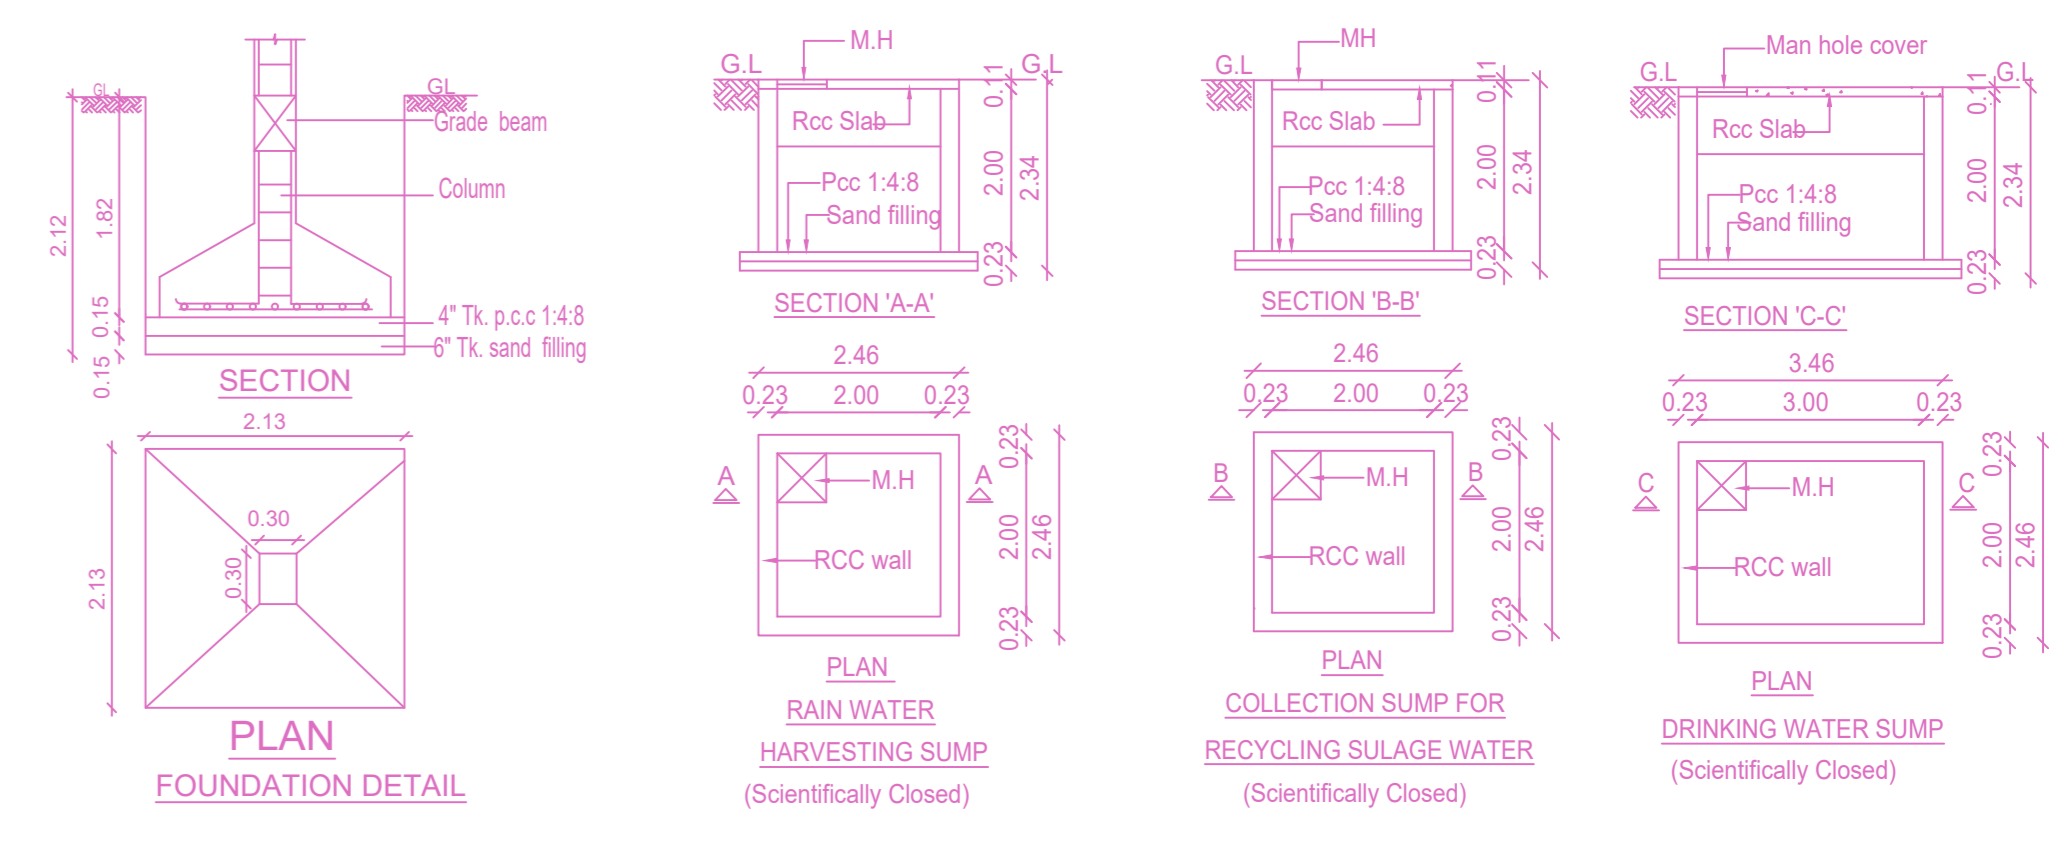 GL
GL
Grade beam
Column
2.12
1.82
0.15
0.15
4" Tk. p.c.c 1:4:8
6" Tk. sand filling
SECTION
2.13
2.13
0.30
0.30
PLAN
FOUNDATION DETAIL
M.H
G.L
G.L
Rcc Slab
0.11
2.00
2.34
0.23
Pcc 1:4:8
Sand filling
SECTION 'A-A'
2.46
0.23
2.00
0.23
A
A
M.H
RCC wall
0.23
2.00
2.46
0.23
PLAN
RAIN WATER
HARVESTING SUMP
(Scientifically Closed)
MH
G.L
Rcc Slab
0.11
2.00
2.34
0.23
Pcc 1:4:8
Sand filling
SECTION 'B-B'
2.46
0.23
2.00
0.23
B
B
M.H
RCC wall
0.23
2.00
2.46
0.23
PLAN
COLLECTION SUMP FOR
RECYCLING SULAGE WATER
(Scientifically Closed)
Man hole cover
G.L
G.L
Rcc Slab
0.11
2.00
2.34
0.23
Pcc 1:4:8
Sand filling
SECTION 'C-C'
3.46
0.23
3.00
0.23
C
C
M.H
RCC wall
0.23
2.00
2.46
0.23
PLAN
DRINKING WATER SUMP
(Scientifically Closed)